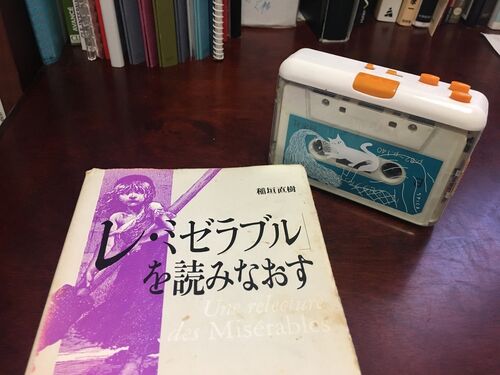 稲垣直樹
「レ・ミゼラブル」
を読みなおす
Une relecture
des Misérables